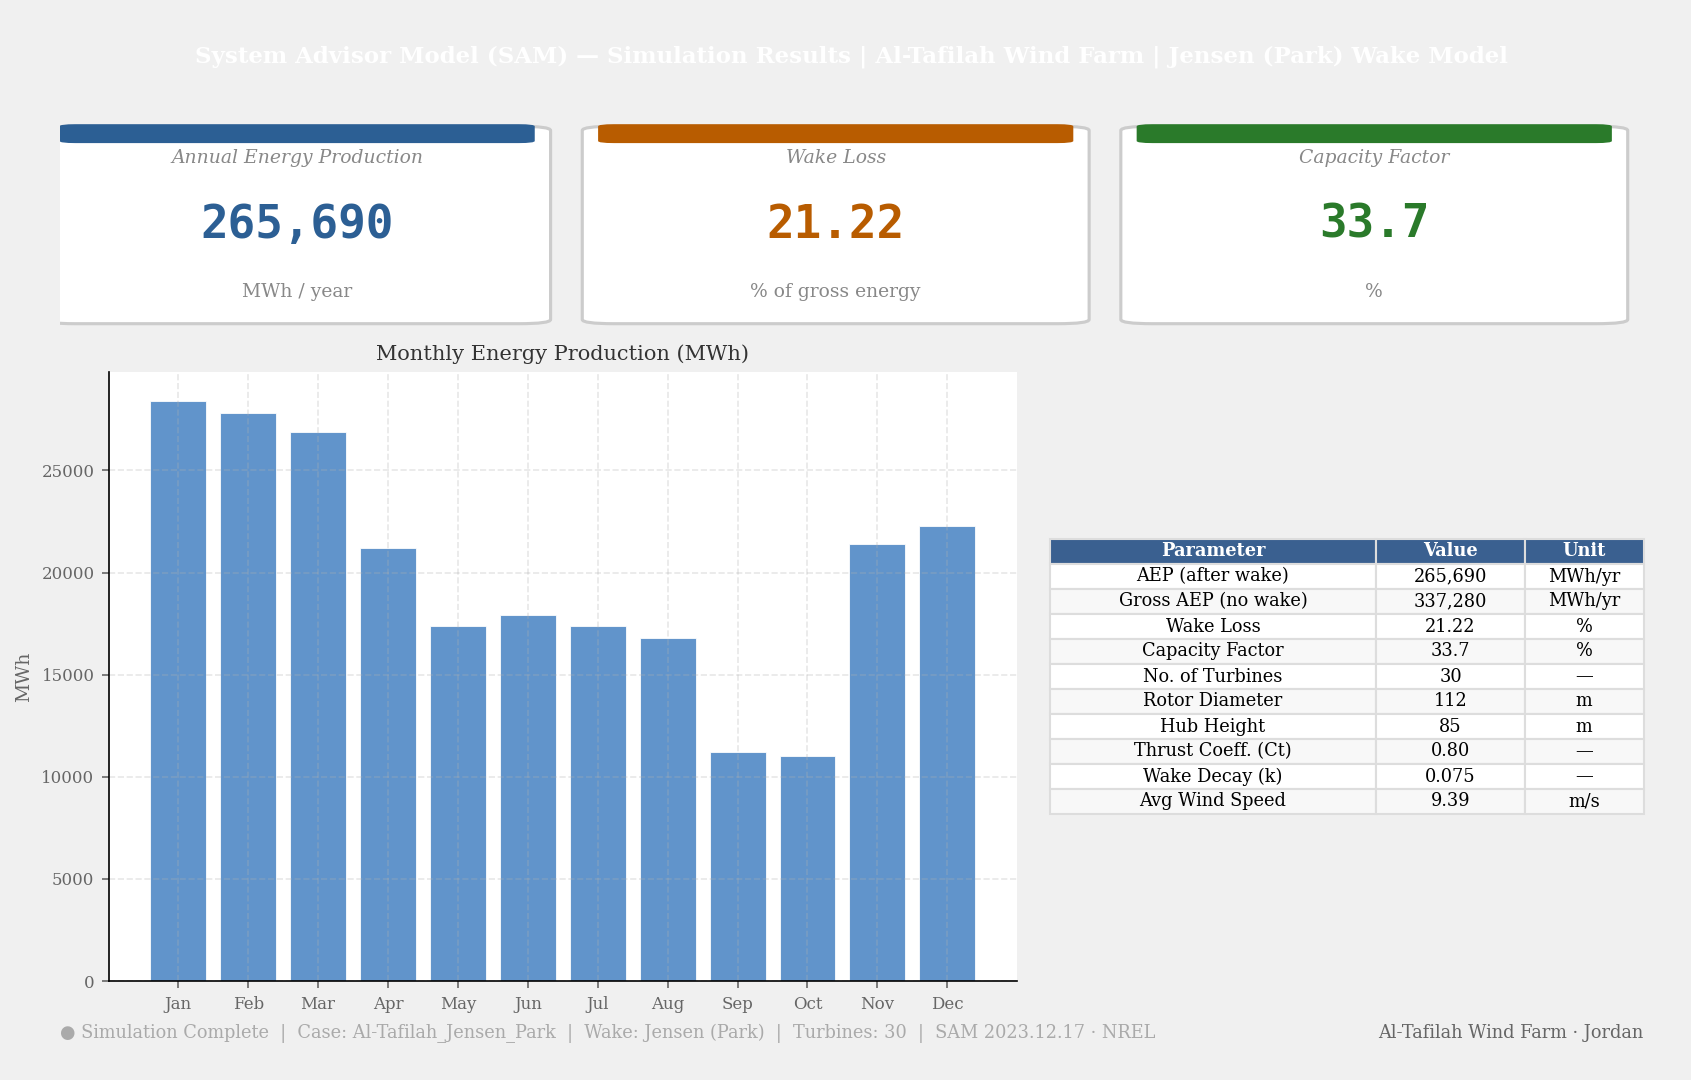 System Advisor Model (SAM) — Simulation Results | Al-Tafilah Wind Farm | Jensen (Park) Wake Model
Annual Energy Production
265,690
MWh / year
Wake Loss
21.22
% of gross energy
Capacity Factor
33.7
%
Monthly Energy Production (MWh)
MWh
25000
20000
15000
10000
5000
0
Jan Feb Mar Apr May Jun Jul Aug Sep Oct Nov Dec
Parameter Value Unit
AEP (after wake) 265,690 MWh/yr
Gross AEP (no wake) 337,280 MWh/yr
Wake Loss 21.22 %
Capacity Factor 33.7 %
No. of Turbines 30 —
Rotor Diameter 112 m
Hub Height 85 m
Thrust Coeff. (Ct) 0.80 —
Wake Decay (k) 0.075 —
Avg Wind Speed 9.39 m/s
● Simulation Complete | Case: Al-Tafilah_Jensen_Park | Wake: Jensen (Park) | Turbines: 30 | SAM 2023.12.17 · NREL
Al-Tafilah Wind Farm · Jordan